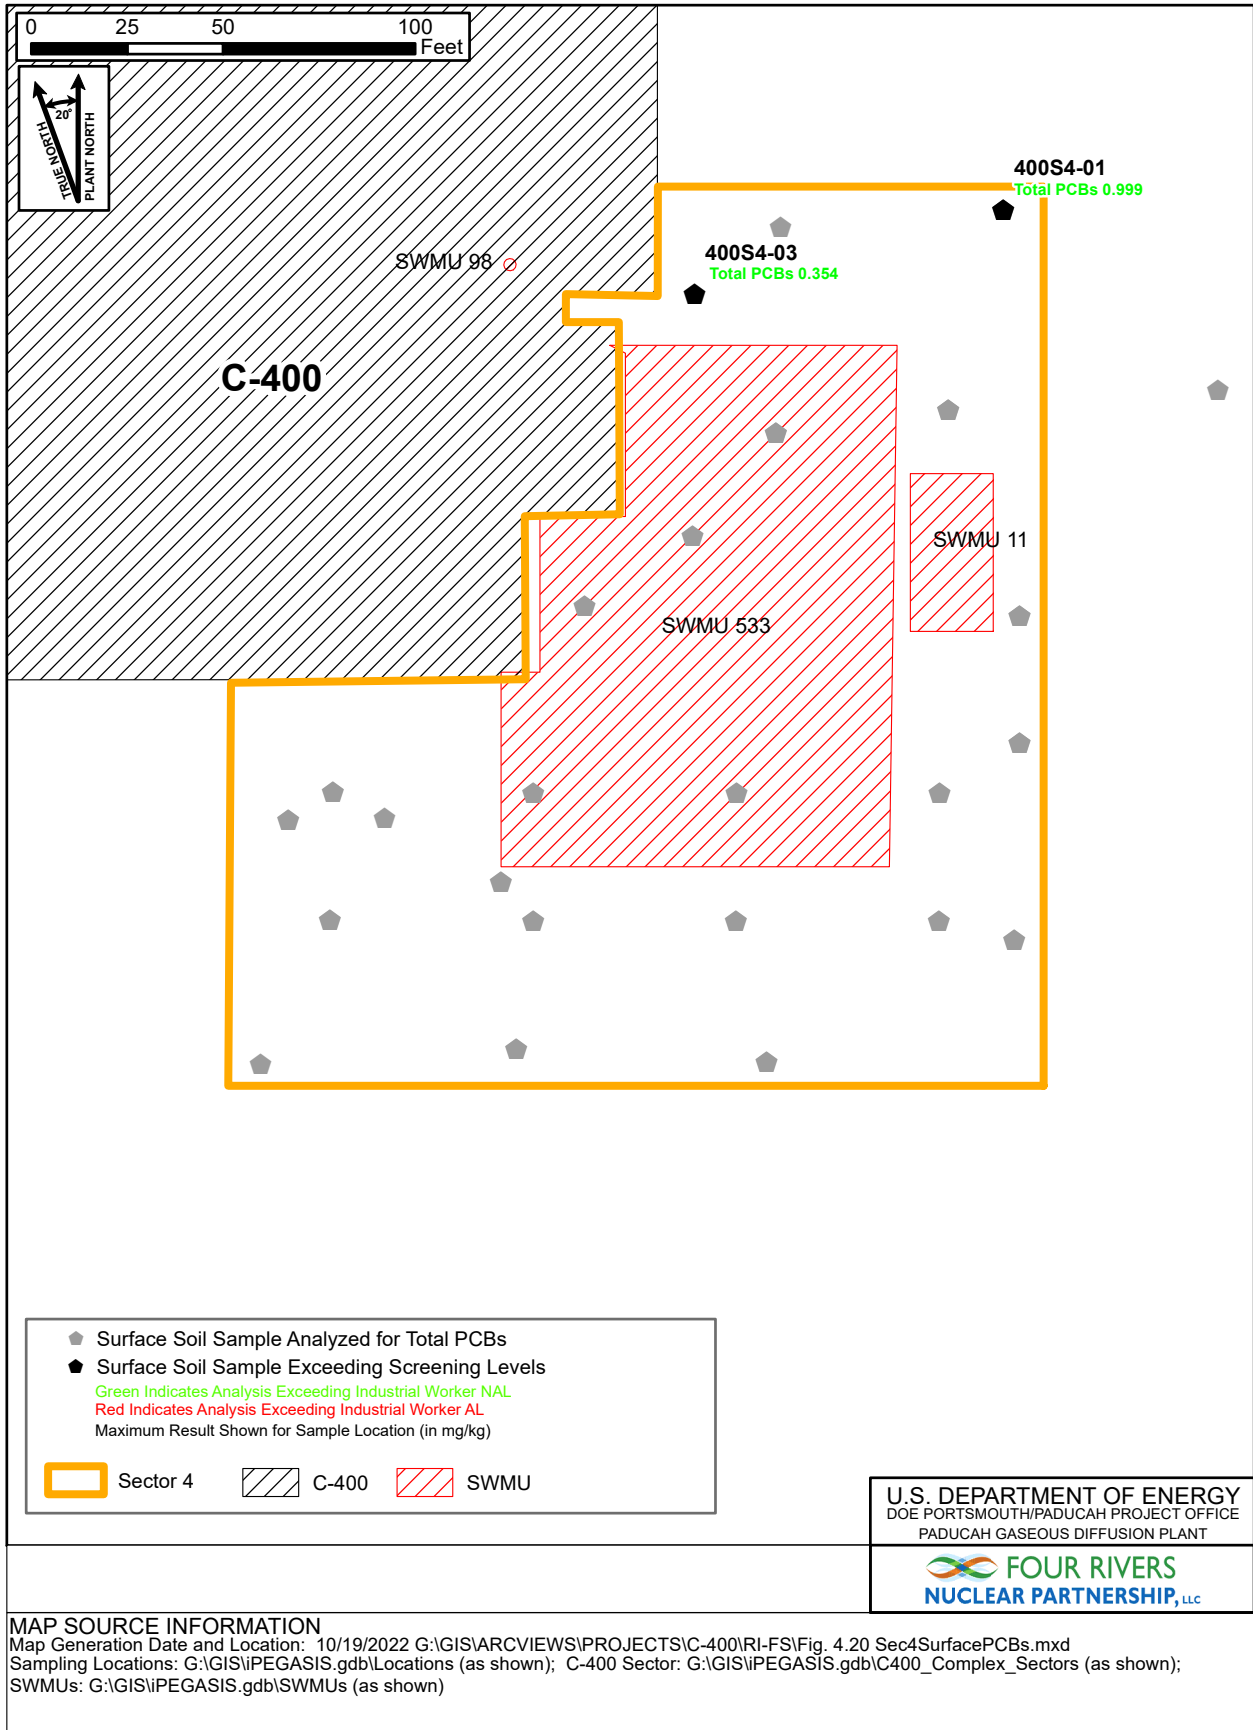 0 25 50 100
Feet
20°
TRUE NORTH
PLANT NORTH
400S4-01
Total PCBs 0.999
400S4-03
Total PCBs 0.354
SWMU 98
C-400
SWMU 11
SWMU 533
Surface Soil Sample Analyzed for Total PCBs
Surface Soil Sample Exceeding Screening Levels
Green Indicates Analysis Exceeding Industrial Worker NAL
Red Indicates Analysis Exceeding Industrial Worker AL
Maximum Result Shown for Sample Location (in mg/kg)
Sector 4 C-400 SWMU
U.S. DEPARTMENT OF ENERGY
DOE PORTSMOUTH/PADUCAH PROJECT OFFICE
PADUCAH GASEOUS DIFFUSION PLANT
FOUR RIVERS
NUCLEAR PARTNERSHIP, LLC
MAP SOURCE INFORMATION
Map Generation Date and Location: 10/19/2022 G:\GIS\ARCVIEWS\PROJECTS\C-400\RI-FS\Fig. 4.20 Sec4SurfacePCBs.mxd
Sampling Locations: G:\GIS\iPEGASIS.gdb\Locations (as shown); C-400 Sector: G:\GIS\iPEGASIS.gdb\C400_Complex_Sectors (as shown);
SWMUs: G:\GIS\iPEGASIS.gdb\SWMUs (as shown)